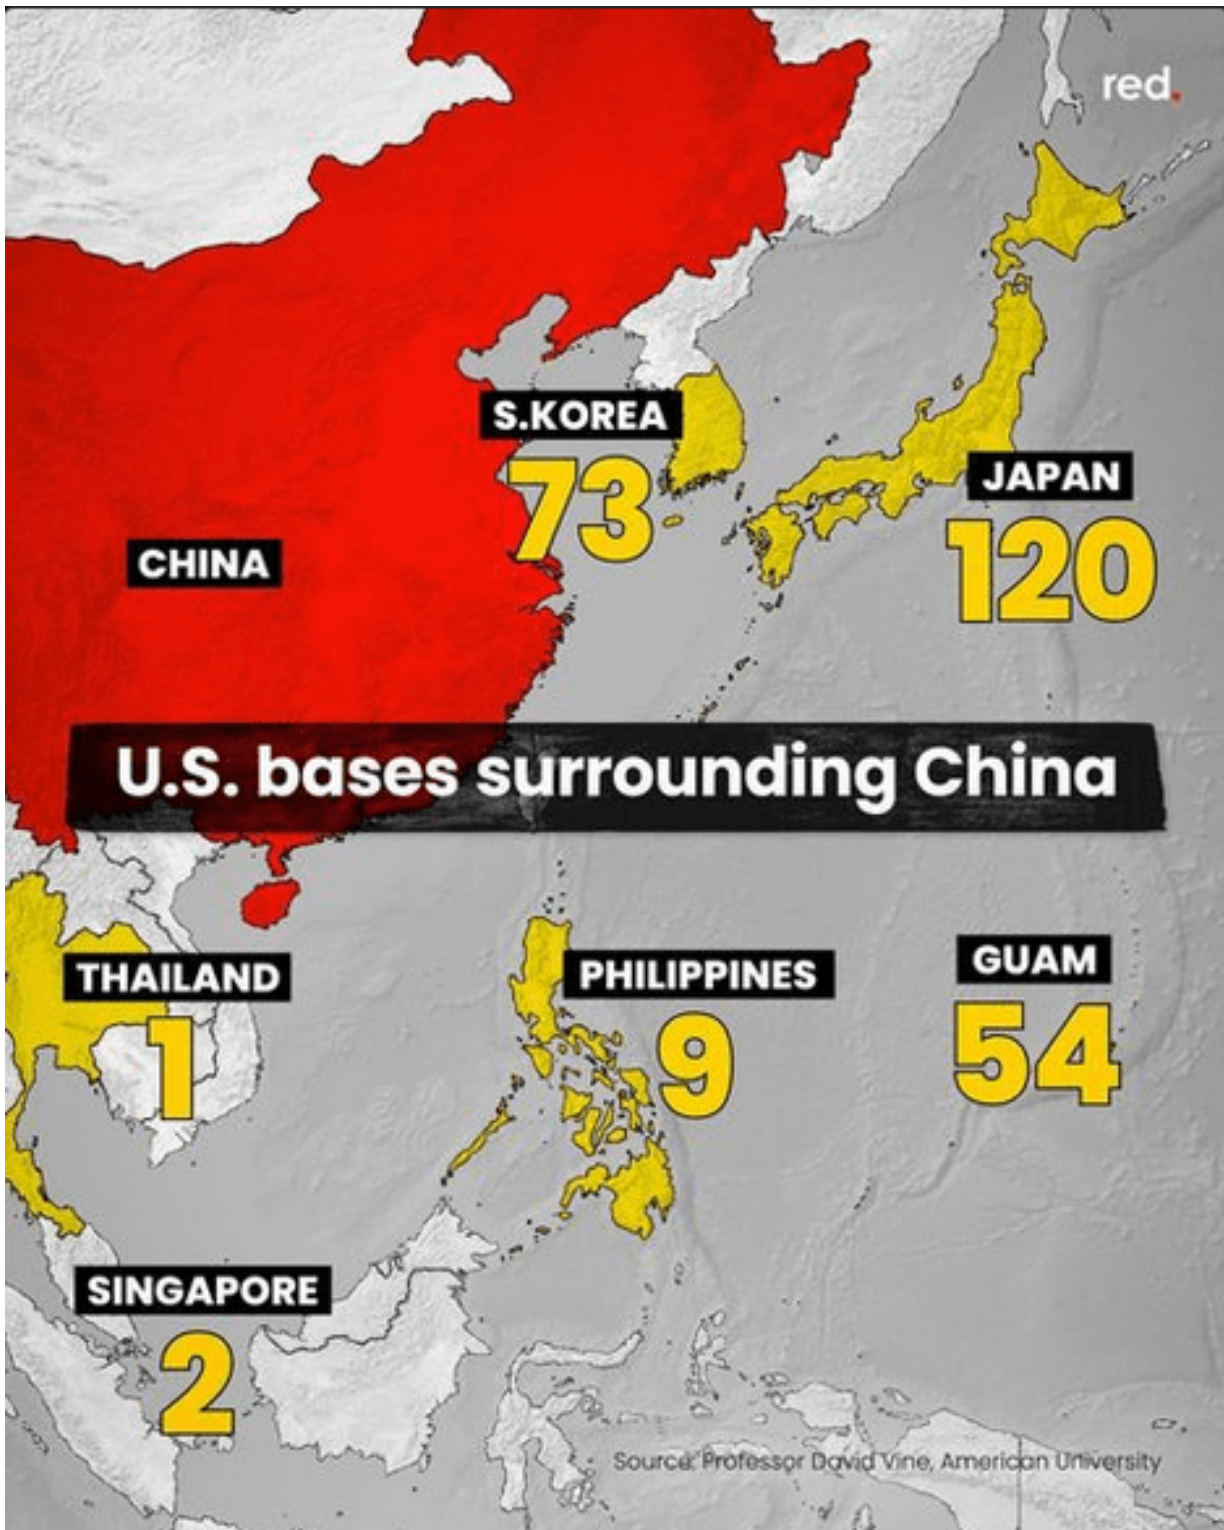 red.
S.KOREA
73
JAPAN
120
CHINA
U.S. bases surrounding China
THAILAND
1
PHILIPPINES
9
GUAM
54
SINGAPORE
2
Source: Professor David Vine, American University